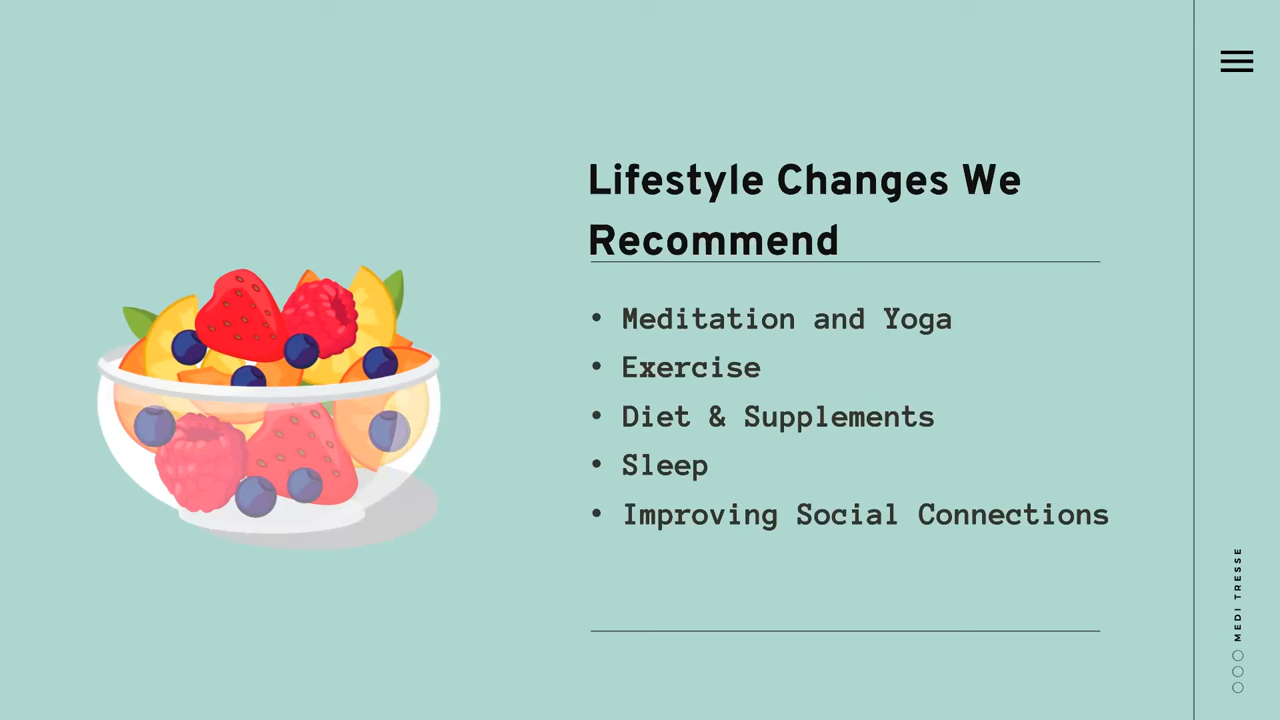 Lifestyle Changes We
Recommend
• Meditation and Yoga
• Exercise
• Diet & Supplements
• Sleep
• Improving Social Connections
MEDI TRESSE